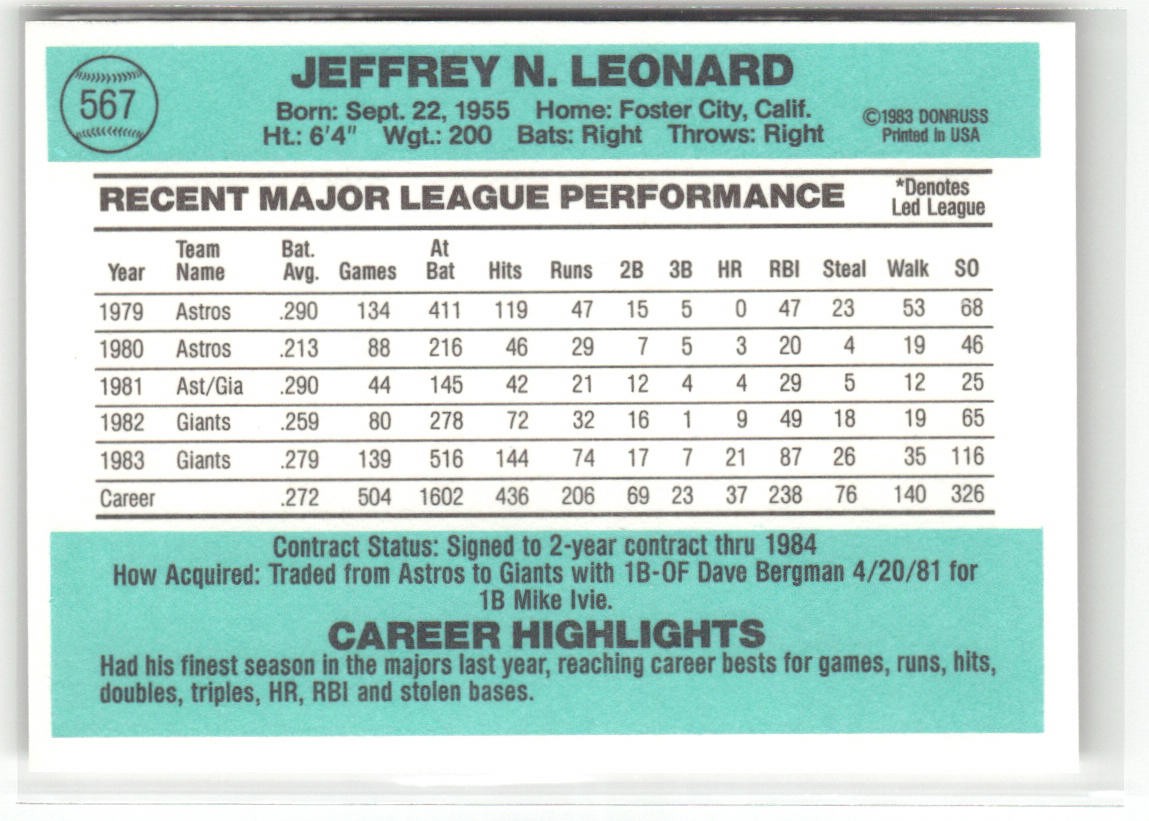 567
JEFFREY N. LEONARD
Born: Sept. 22, 1955 Home: Foster City, Calif.
Ht.: 6'4" Wgt.: 200 Bats: Right Throws: Right
©1983 DONRUSS
Printed In USA
RECENT MAJOR LEAGUE PERFORMANCE
*Denotes
Led League
Year Team Name Bat. Avg. Games At Bat Hits Runs 2B 3B HR RBI Steal Walk SO
1979 Astros .290 134 411 119 47 15 5 0 47 23 53 68
1980 Astros .213 88 216 46 29 7 5 3 20 4 19 46
1981 Ast/Gia .290 44 145 42 21 12 4 4 29 5 12 25
1982 Giants .259 80 278 72 32 16 1 9 49 18 19 65
1983 Giants .279 139 516 144 74 17 7 21 87 26 35 116
Career .272 504 1602 436 206 69 23 37 238 76 140 326
Contract Status: Signed to 2-year contract thru 1984
How Acquired: Traded from Astros to Giants with 1B-OF Dave Bergman 4/20/81 for
1B Mike Ivie.
CAREER HIGHLIGHTS
Had his finest season in the majors last year, reaching career bests for games, runs, hits,
doubles, triples, HR, RBI and stolen bases.